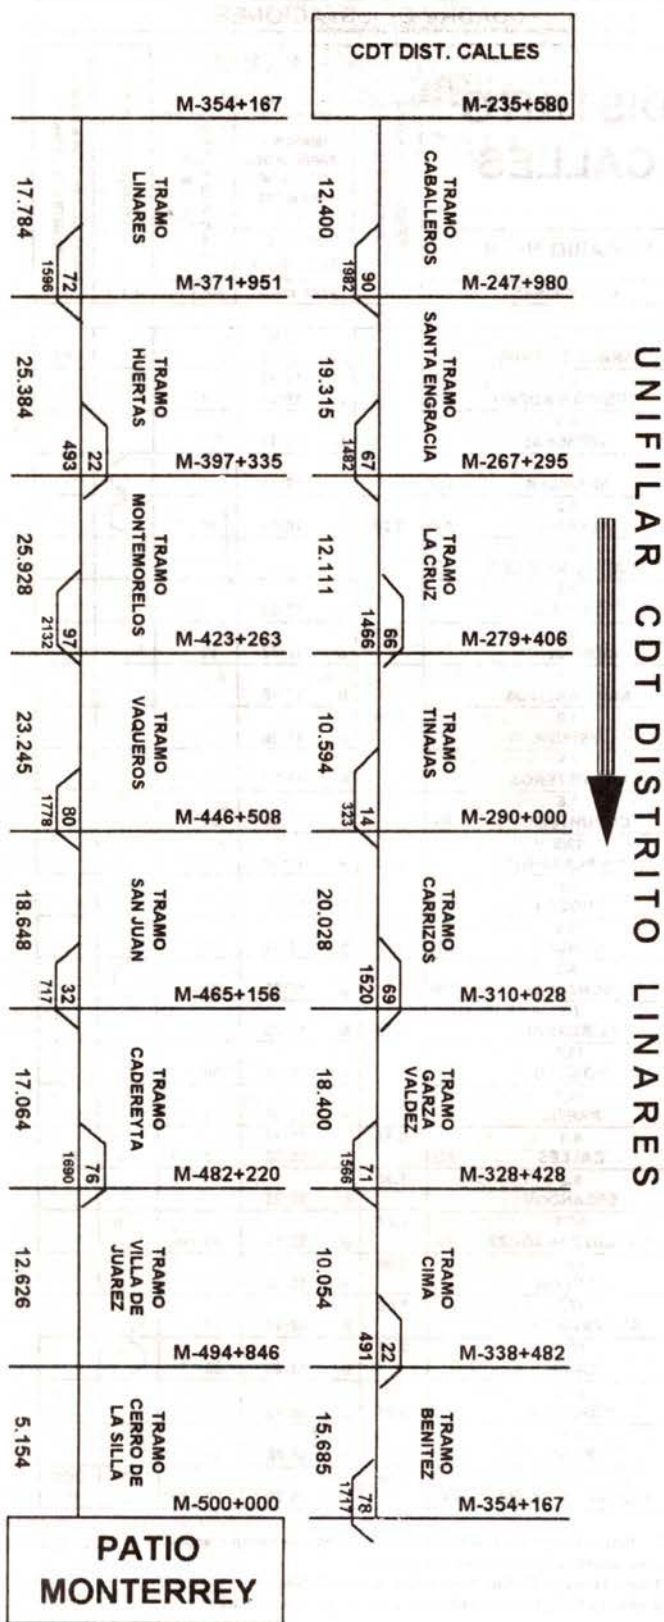 UNIFILAR CDT DISTRITO LINARES
CDT DIST. CALLES
M-235+580
TRAMO
CABALLEROS
12.400
90
1982
M-247+980
TRAMO
SANTA ENGRACIA
19.315
67
1482
M-267+295
TRAMO
LA CRUZ
12.111
66
1466
M-279+406
TRAMO
TINAJAS
10.594
14
323
M-290+000
TRAMO
CARRIZOS
20.028
69
1520
M-310+028
TRAMO
GARZA
VALDEZ
18.400
71
1566
M-328+428
TRAMO
CIMA
10.054
22
491
M-338+482
TRAMO
BENITEZ
15.685
78
1717
M-354+167
M-354+167
TRAMO
LINARES
17.784
72
1596
M-371+951
TRAMO
HUERTAS
25.384
22
493
M-397+335
TRAMO
MONTEMORELOS
25.928
97
2132
M-423+263
TRAMO
VAQUEROS
23.245
80
1778
M-446+508
TRAMO
SAN JUAN
18.648
32
717
M-465+156
TRAMO
CADEREYTA
17.064
76
1690
M-482+220
TRAMO
VILLA DE
JUAREZ
12.626
M-494+846
TRAMO
CERRO DE
LA SILLA
5.154
M-500+000
PATIO
MONTERREY